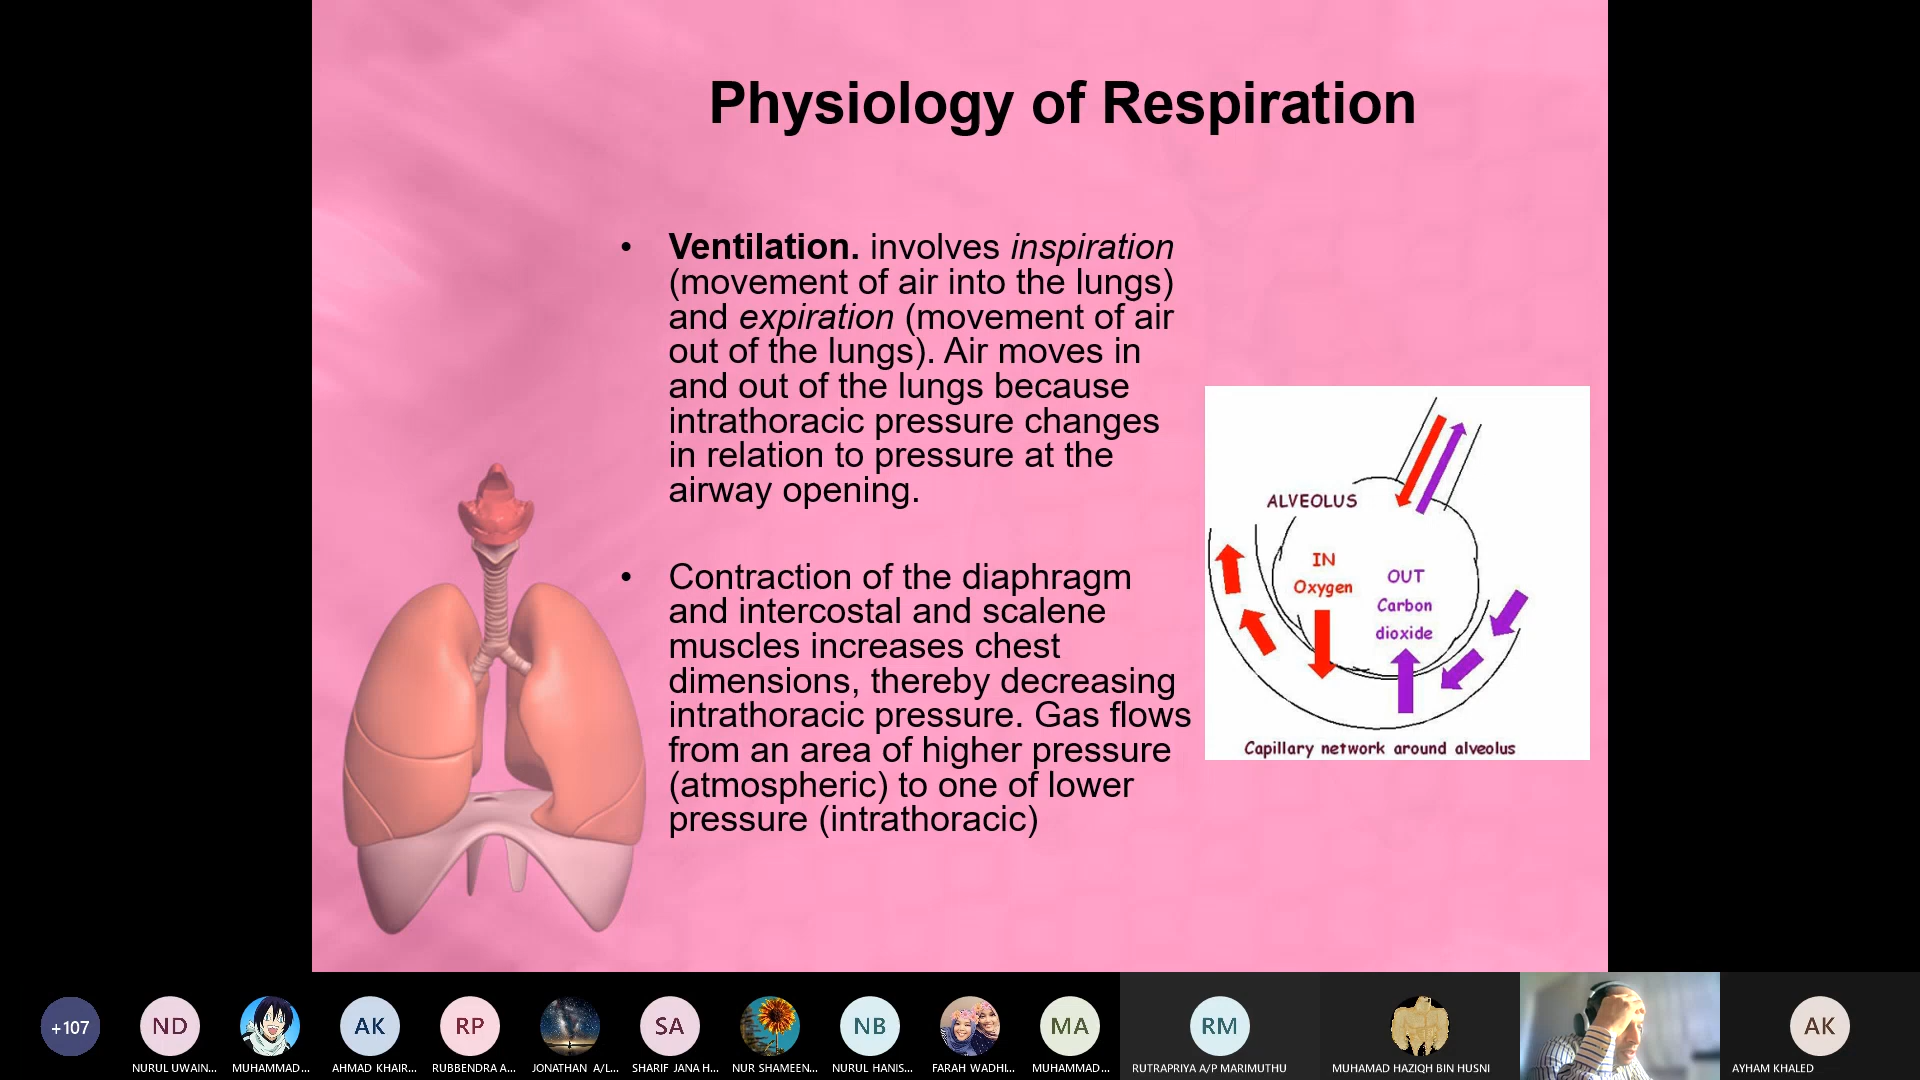 Physiology of Respiration
• Ventilation. involves inspiration
(movement of air into the lungs)
and expiration (movement of air
out of the lungs). Air moves in
and out of the lungs because
intrathoracic pressure changes
in relation to pressure at the
airway opening.
• Contraction of the diaphragm
and intercostal and scalene
muscles increases chest
dimensions, thereby decreasing
intrathoracic pressure. Gas flows
from an area of higher pressure
(atmospheric) to one of lower
pressure (intrathoracic)
ALVEOLUS
IN
Oxygen
OUT
Carbon
dioxide
Capillary network around alveolus
+107
ND
AK
RP
SA
NB
MA
RM
AK
NURUL UWAIN...
MUHAMMAD...
AHMAD KHAIR...
RUBBENDRA A...
JONATHAN A/L...
SHARIF JANA H...
NUR SHAMEEN...
NURUL HANIS...
FARAH WADHI...
MUHAMMAD...
RUTRAPRIYA A/P MARIMUTHU
MUHAMAD HAZIQH BIN HUSNI
AYHAM KHALED